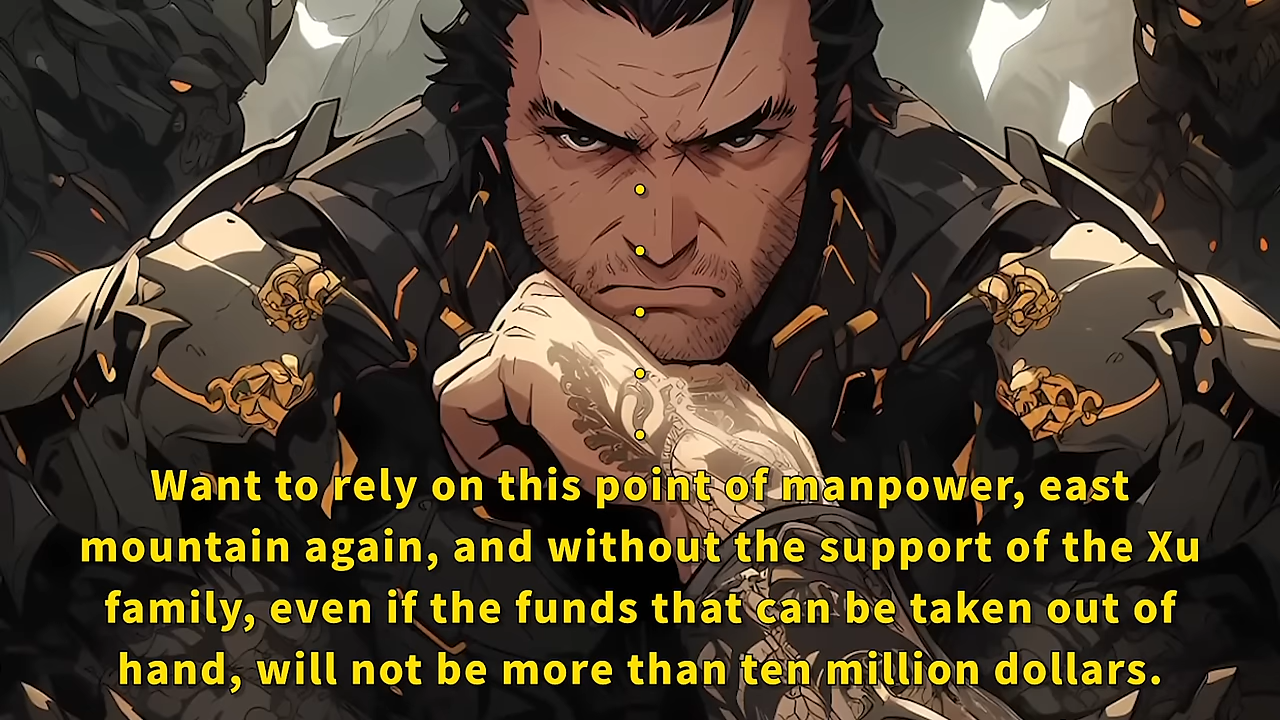 Want to rely on this point of manpower, east
mountain again, and without the support of the Xu
family, even if the funds that can be taken out of
hand, will not be more than ten million dollars.